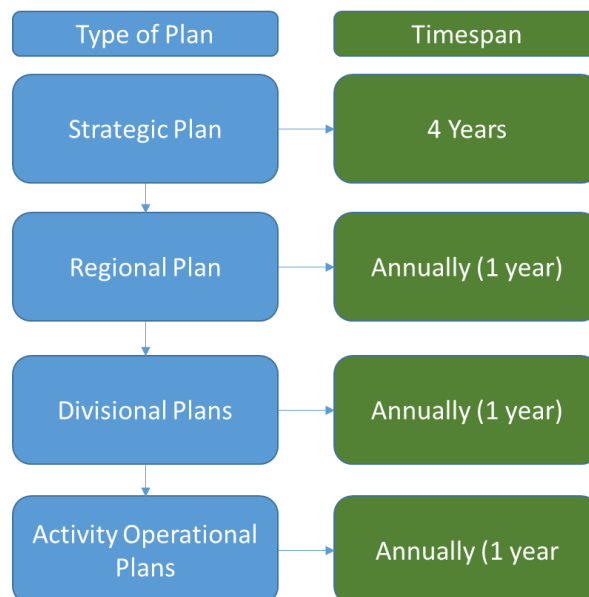 Type of Plan
Timespan
Strategic Plan
4 Years
Regional Plan
Annually (1 year)
Divisional Plans
Annually (1 year)
Activity Operational
Plans
Annually (1 year